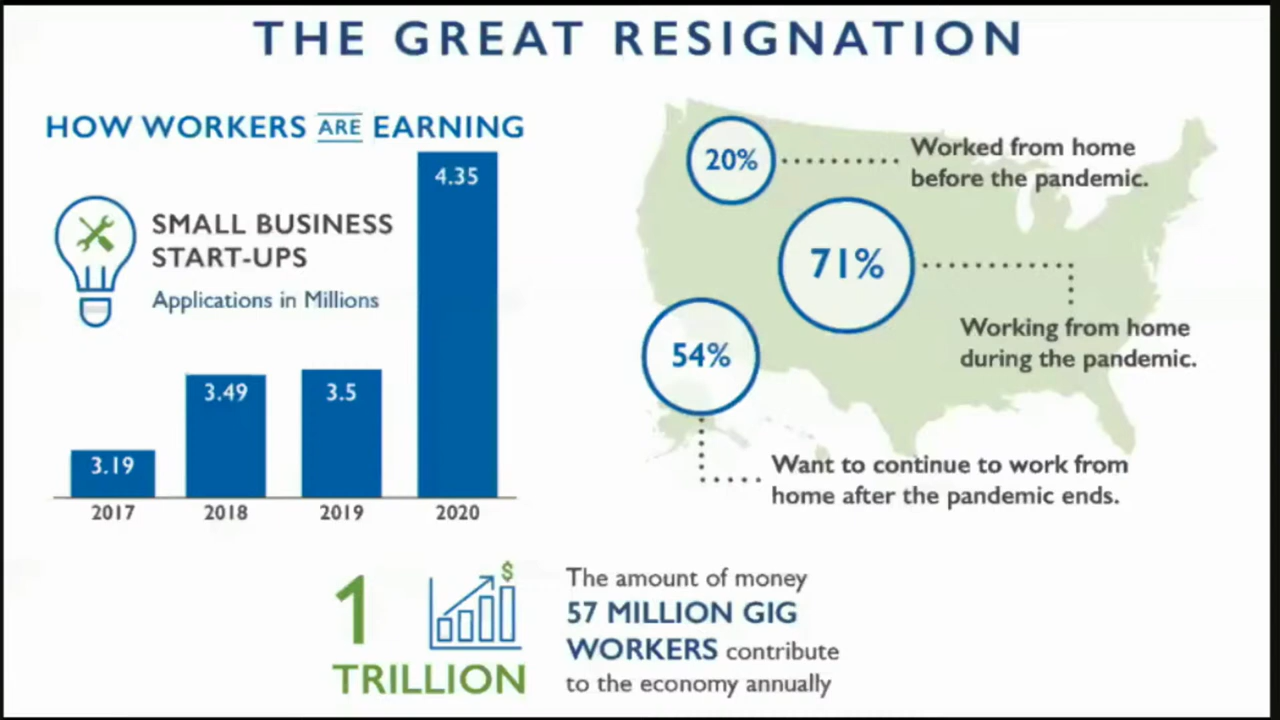 THE GREAT RESIGNATION
HOW WORKERS ARE EARNING
SMALL BUSINESS
START-UPS
Applications in Millions
3.19
3.49
3.5
4.35
2017
2018
2019
2020
20%
Worked from home
before the pandemic.
71%
Working from home
during the pandemic.
54%
Want to continue to work from
home after the pandemic ends.
1
TRILLION
$
The amount of money
57 MILLION GIG
WORKERS contribute
to the economy annually